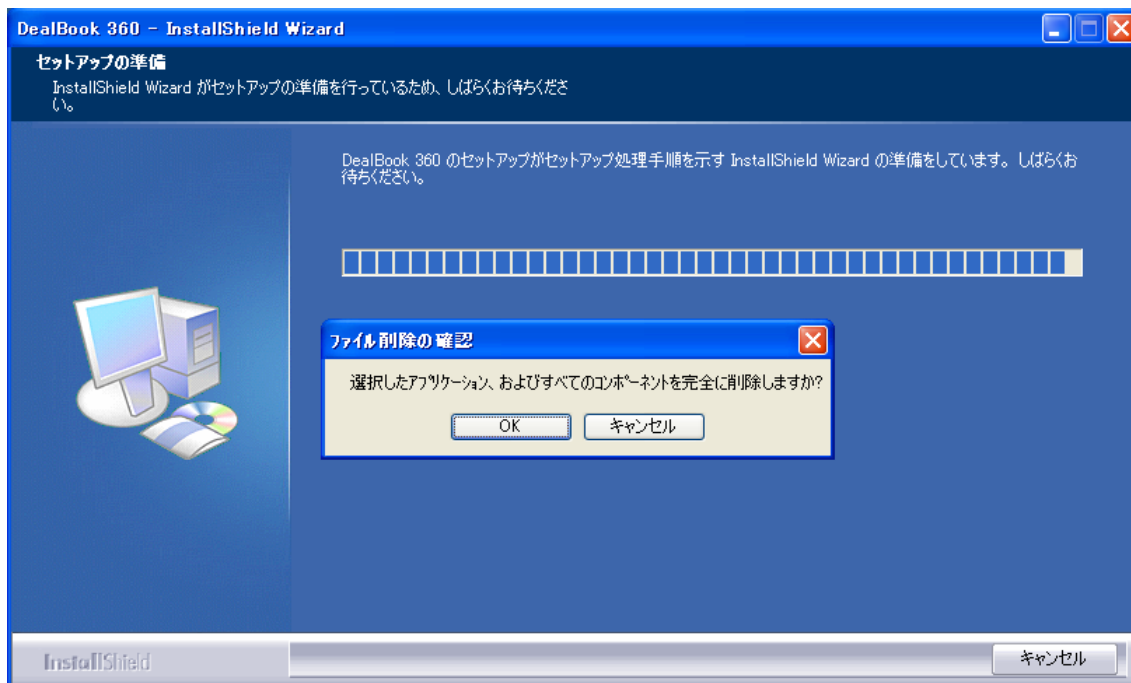 DealBook 360 - InstallShield Wizard
セットアップの準備
InstallShield Wizard がセットアップの準備を行っているため、しばらくお待ちくださ
い。
DealBook 360 のセットアップがセットアップ処理手順を示す InstallShield Wizard の準備をしています。しばらくお
待ちください。
ファイル削除の確認
選択したアプリケーション、およびすべてのコンポーネントを完全に削除しますか?
OK
キャンセル
InstallShield
キャンセル